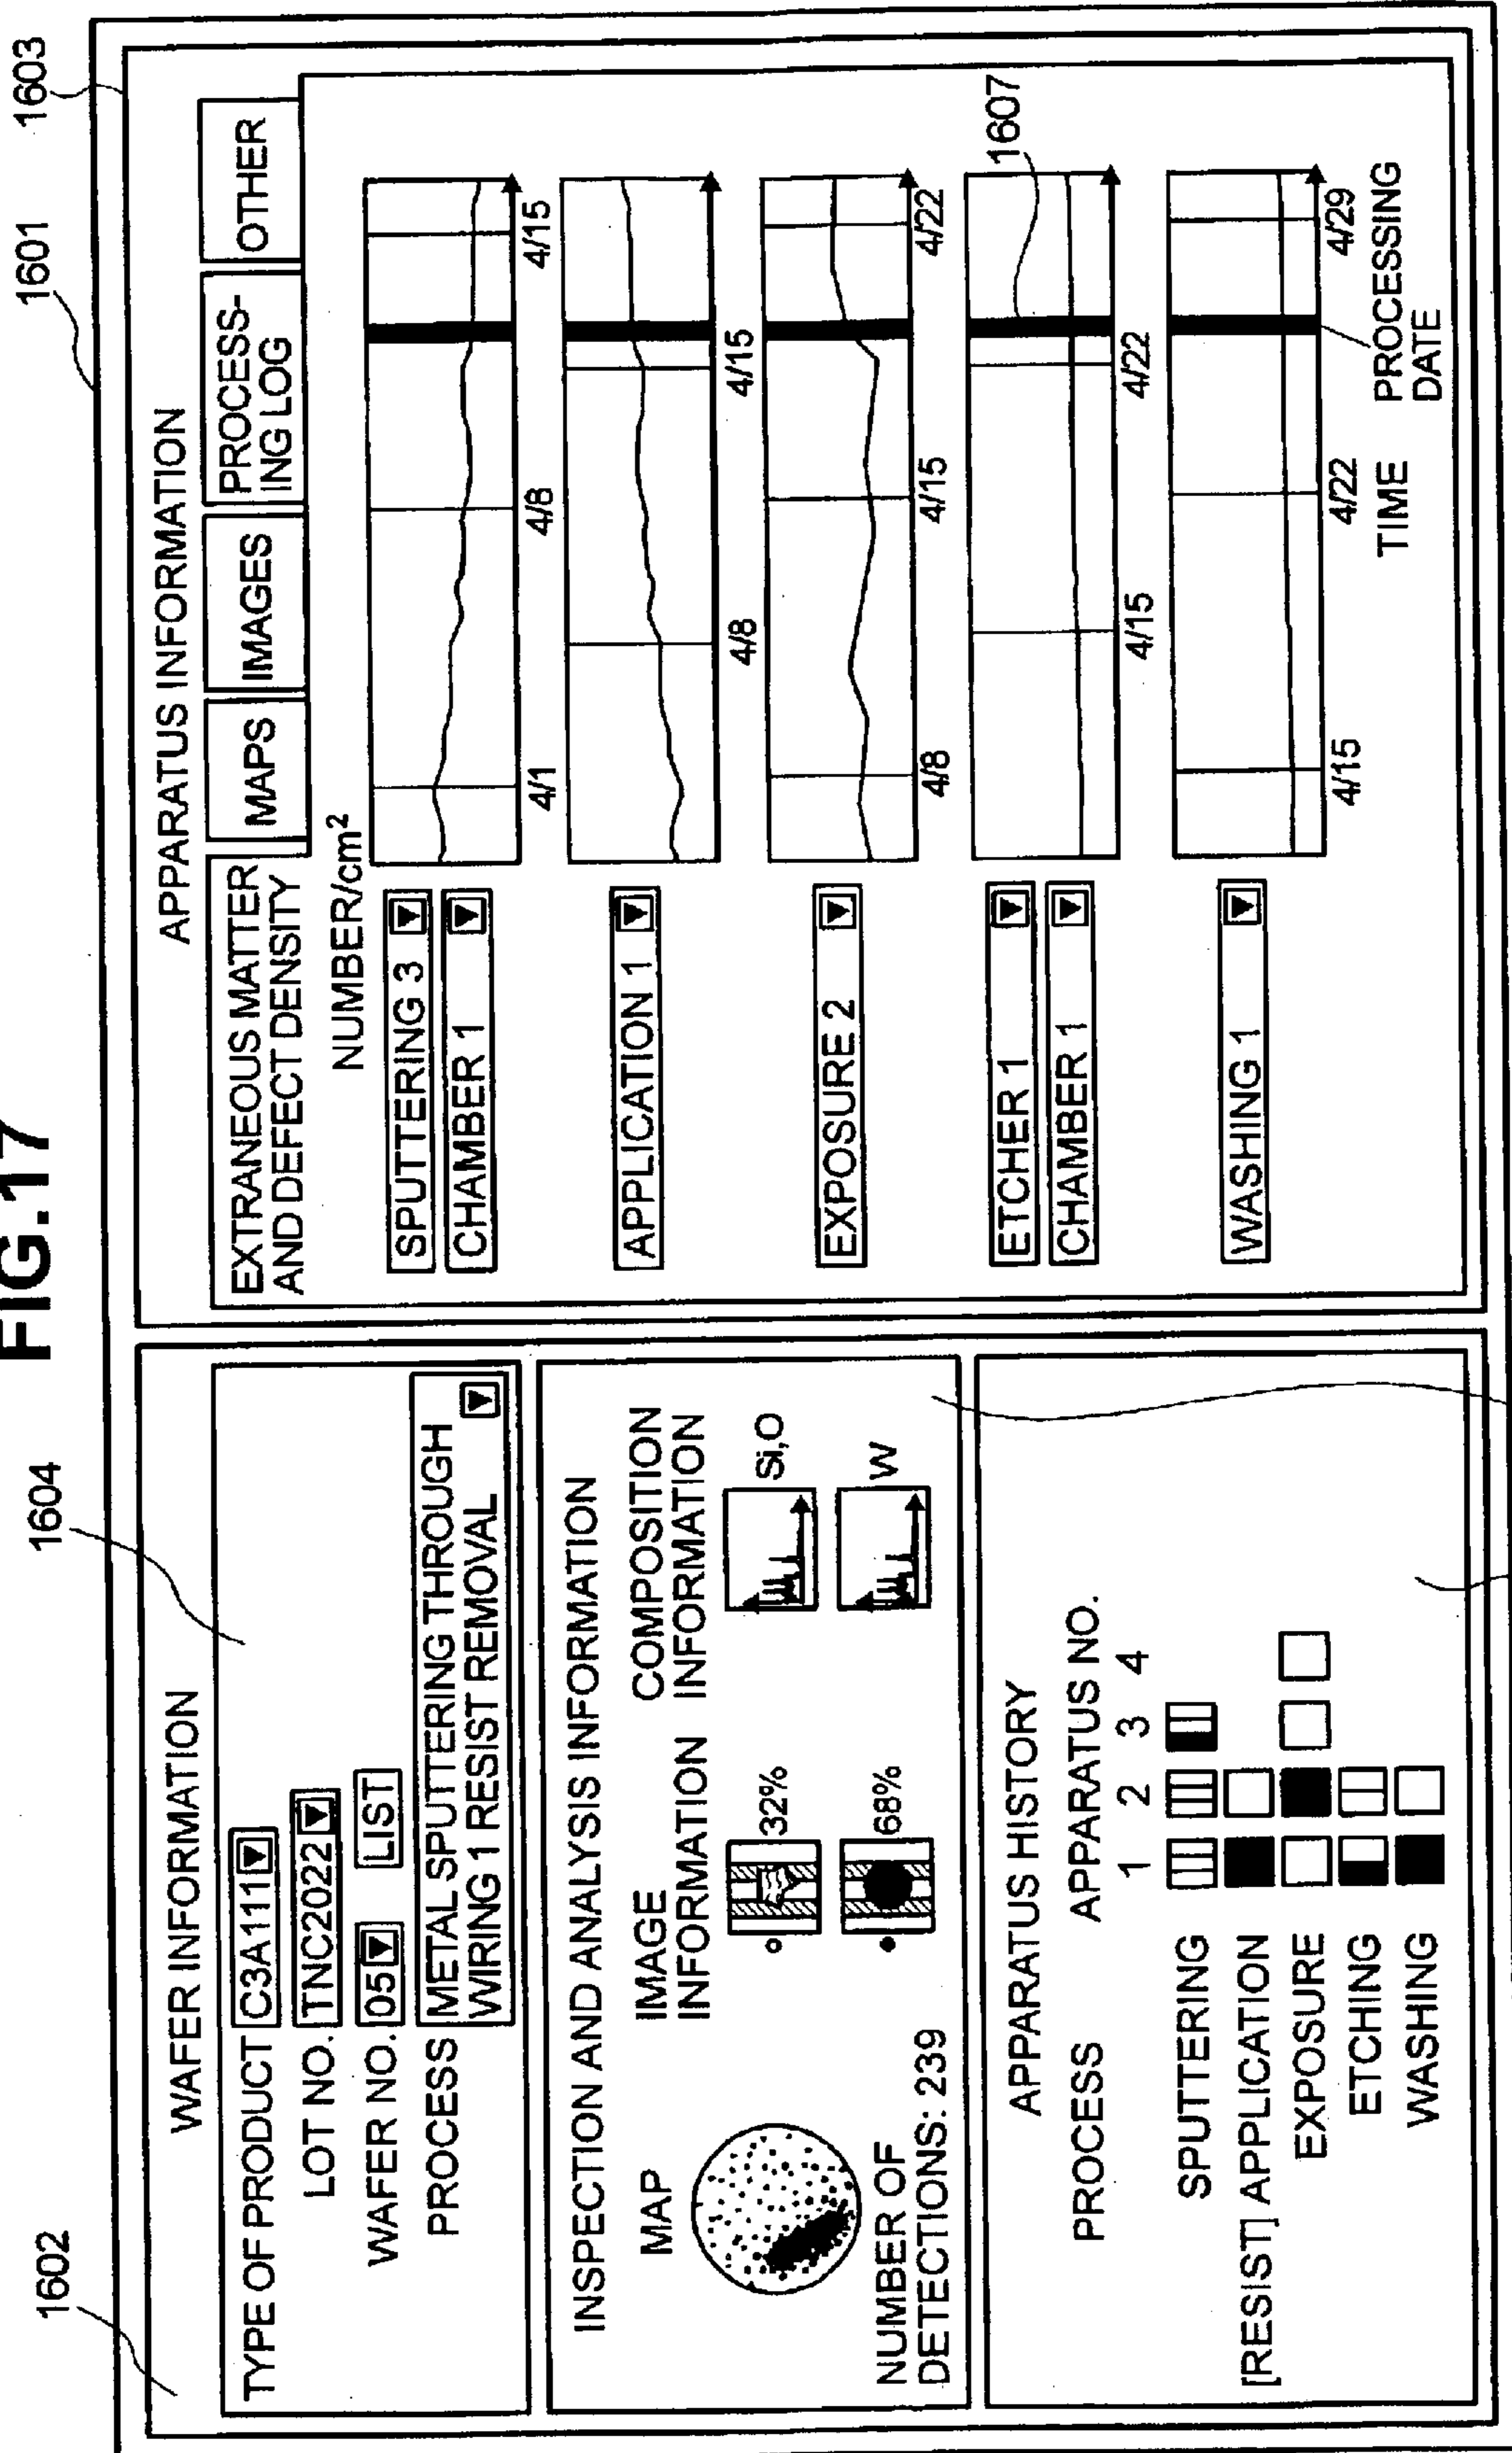 FIG.17
1601
1602
1603
1604
WAFER INFORMATION
TYPE OF PRODUCT C3A111
LOT NO. TNC2022
WAFER NO. 05 LIST
PROCESS METAL SPUTTERING THROUGH
WIRING 1 RESIST REMOVAL
INSPECTION AND ANALYSIS INFORMATION
MAP
IMAGE
INFORMATION
COMPOSITION
INFORMATION
32%
Si,O
68%
W
NUMBER OF
DETECTIONS: 239
APPARATUS HISTORY
PROCESS APPARATUS NO.
1 2 3 4
SPUTTERING
[RESIST] APPLICATION
EXPOSURE
ETCHING
WASHING
APPARATUS INFORMATION
EXTRANEOUS MATTER
AND DEFECT DENSITY
MAPS
IMAGES
PROCESS-
ING LOG
OTHER
NUMBER/cm²
SPUTTERING 3
CHAMBER 1
4/1 4/8 4/15
APPLICATION 1
4/8 4/15
EXPOSURE 2
4/8 4/15 4/22
1607
ETCHER 1
CHAMBER 1
4/15 4/22
WASHING 1
4/15 4/22 4/29
TIME
PROCESSING
DATE